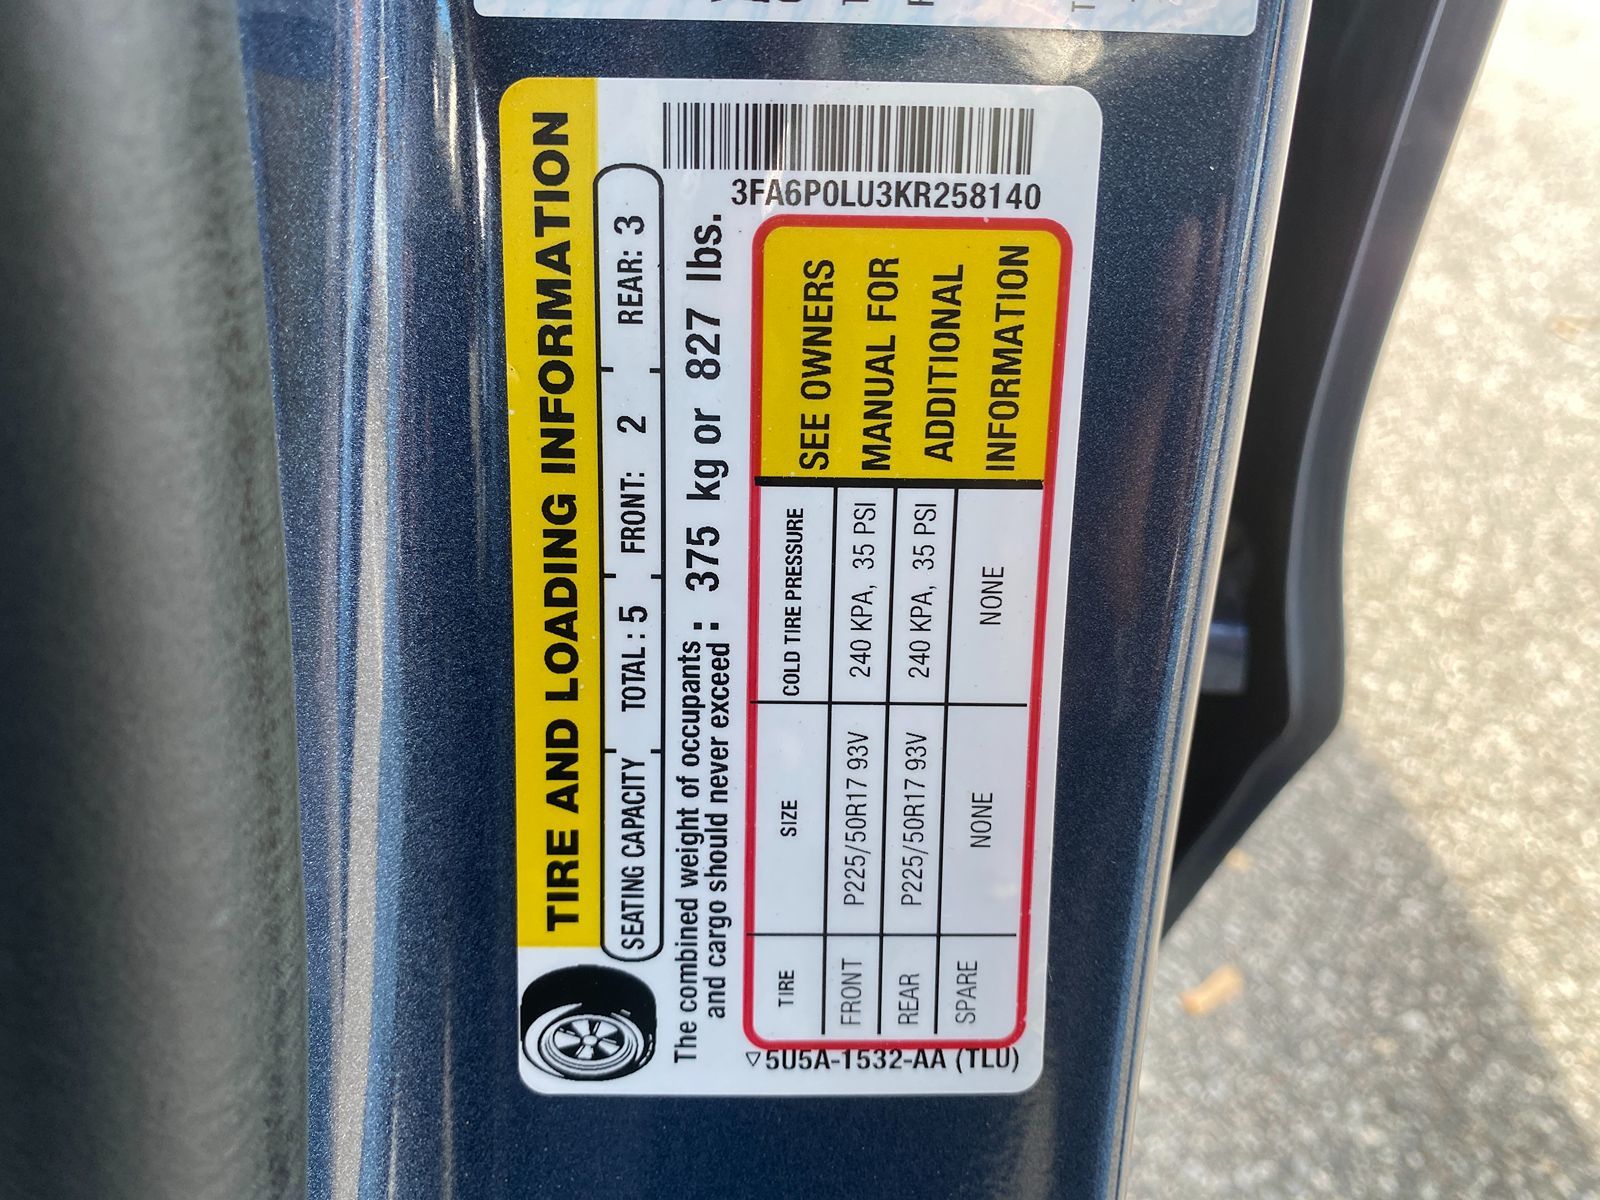 TIRE AND LOADING INFORMATION
SEATING CAPACITY TOTAL : 5 FRONT: 2 REAR: 3
The combined weight of occupants
and cargo should never exceed : 375 kg or 827 lbs.
3FA6P0LU3KR258140
TIRE SIZE COLD TIRE PRESSURE
FRONT P225/50R17 93V 240 KPA, 35 PSI
REAR P225/50R17 93V 240 KPA, 35 PSI
SPARE NONE NONE
SEE OWNERS
MANUAL FOR
ADDITIONAL
INFORMATION
5U5A-1532-AA (TLU)